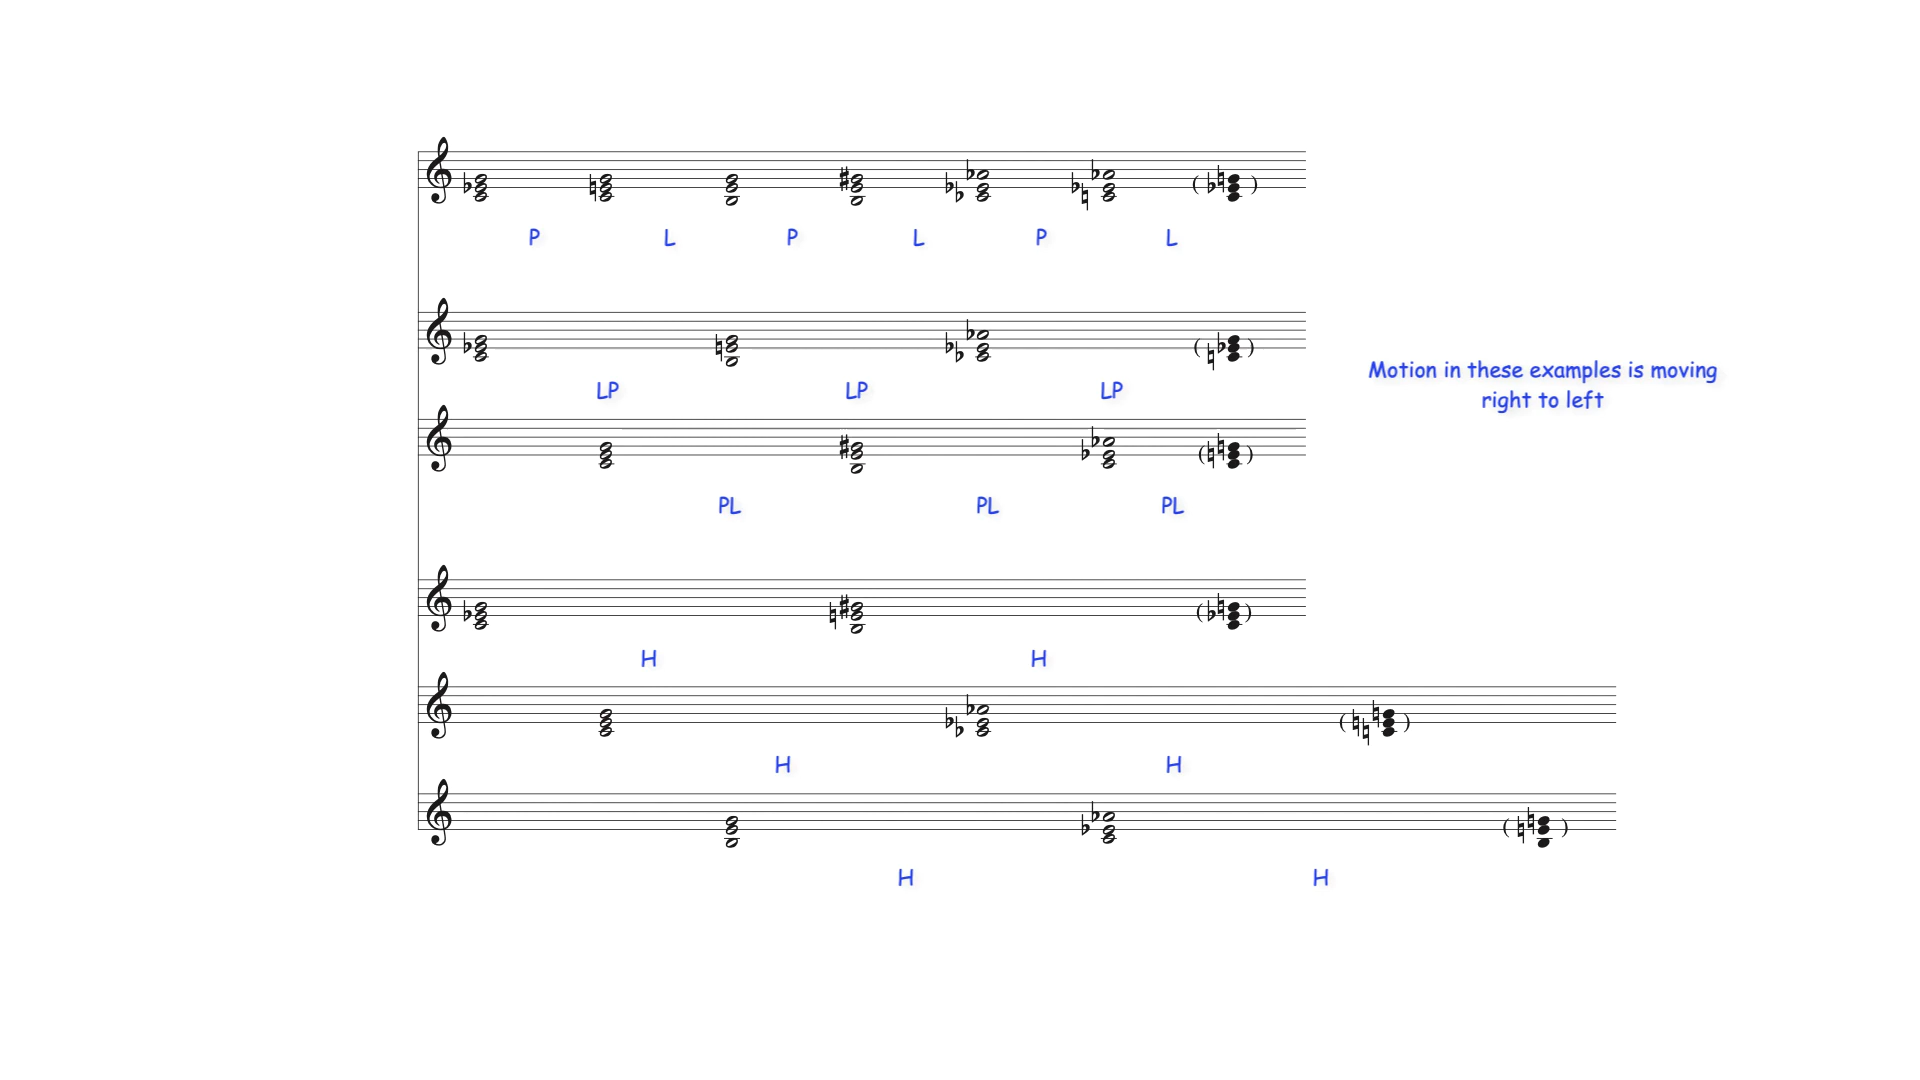 P L P L P L
LP LP LP
Motion in these examples is moving
right to left
PL PL PL
H H
H H
H H